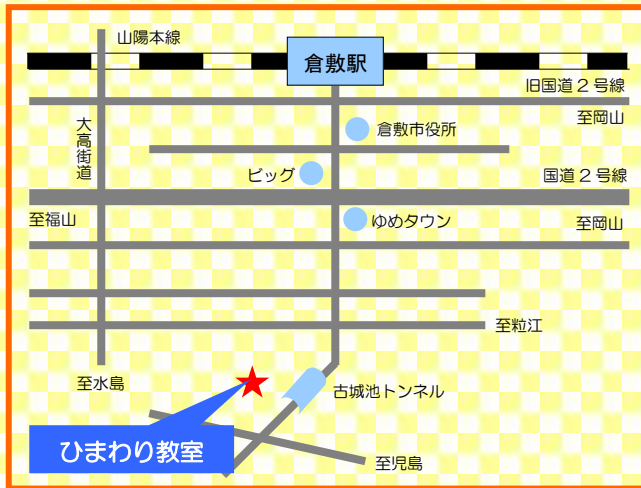 山陽本線
倉敷駅
旧国道２号線
至岡山
大高街道
倉敷市役所
ビッグ
国道２号線
至福山
ゆめタウン
至岡山
至粒江
至水島
古城池トンネル
ひまわり教室
至児島